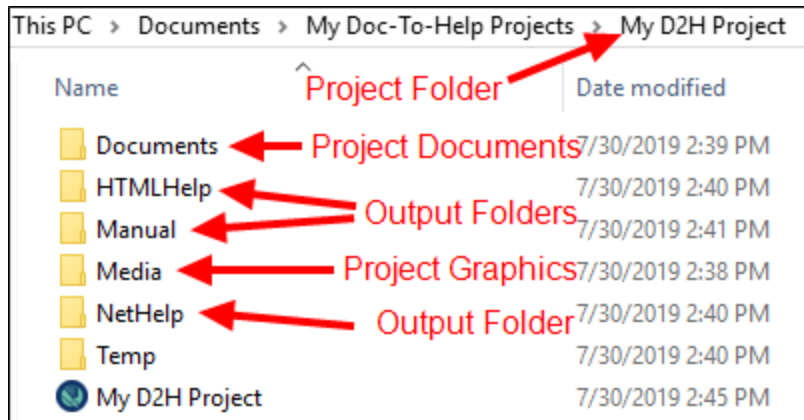 This PC > Documents > My Doc-To-Help Projects > My D2H Project
Name Project Folder Date modified
Documents Project Documents 7/30/2019 2:39 PM
HTMLHelp 7/30/2019 2:40 PM
Output Folders
Manual 7/30/2019 2:41 PM
Media Project Graphics 7/30/2019 2:38 PM
NetHelp Output Folder 7/30/2019 2:40 PM
Temp 7/30/2019 2:40 PM
My D2H Project 7/30/2019 2:45 PM